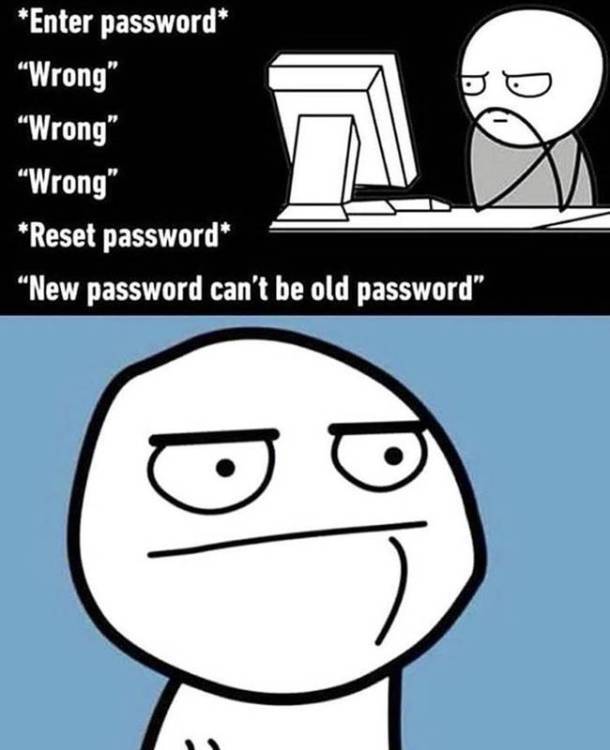 *Enter password*
“Wrong”
“Wrong”
“Wrong”
*Reset password*
“New password can’t be old password”